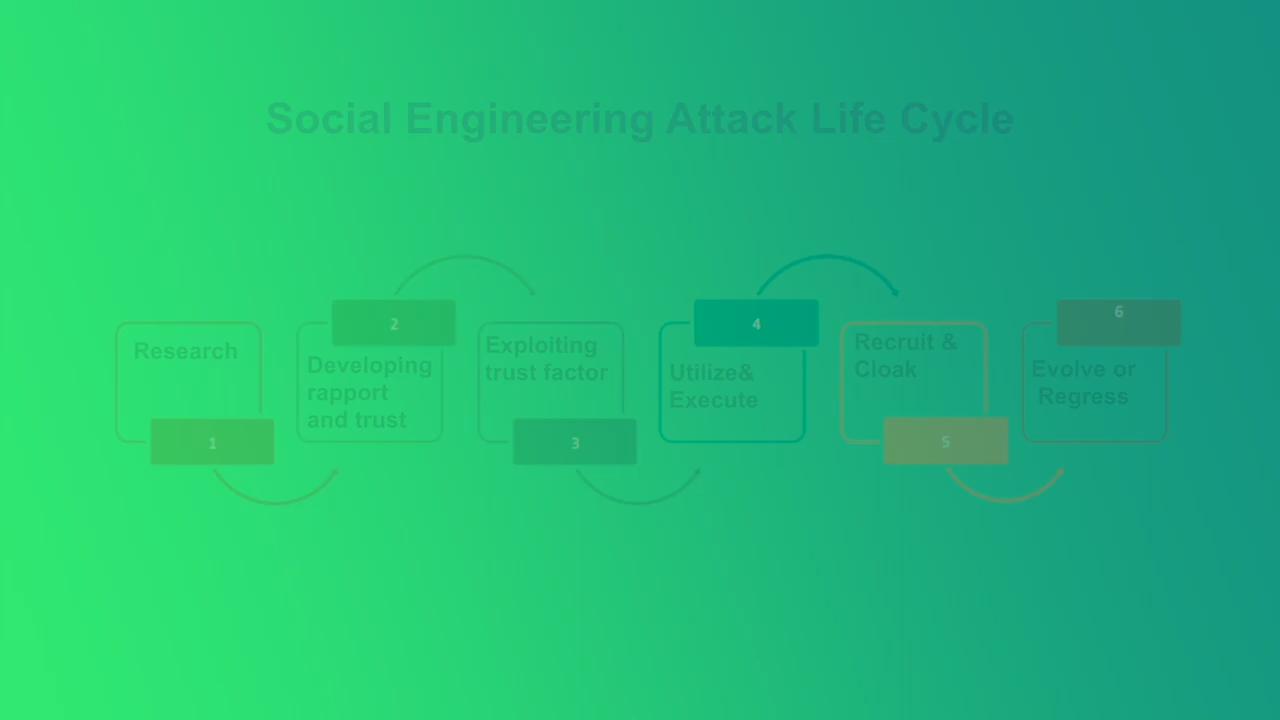 Social Engineering Attack Life Cycle
Research
1
2
Developing
rapport
and trust
Exploiting
trust factor
3
4
Utilize&
Execute
Recruit &
Cloak
5
6
Evolve or
Regress